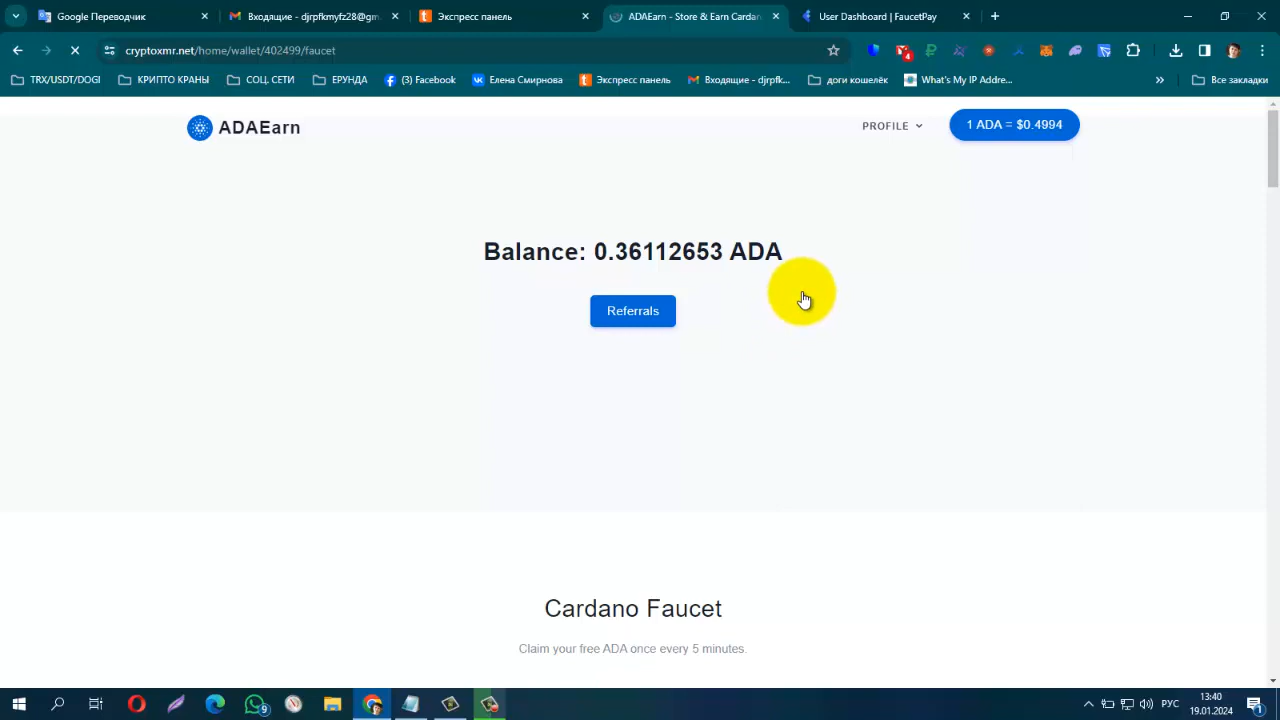 Google Переводчик
Входящие - djrpfkmyfz28@gm
Экспресс панель
ADAEarn - Store & Earn Cardan
User Dashboard | FaucetPay
cryptoxmr.net/home/wallet/402499/faucet
4
TRX/USDT/DOGI
КРИПТО КРАНЫ
СОЦ. СЕТИ
ЕРУНДА
(3) Facebook
Елена Смирнова
Экспресс панель
Входящие - djrpfk...
доги кошелёк
What's My IP Addre...
»
Все закладки
ADAEarn
PROFILE
1 ADA = $0.4994
Balance: 0.36112653 ADA
Referrals
Cardano Faucet
Claim your free ADA once every 5 minutes.
9
РУС
13:40
19.01.2024
1